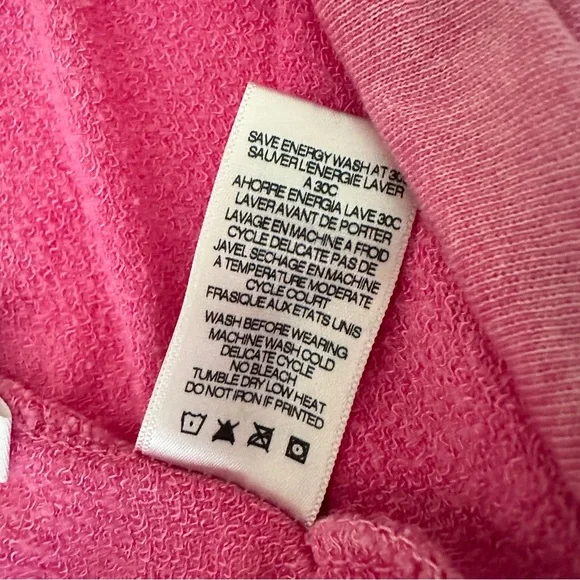 SAVE ENERGY WASH AT 30C
SAUVER L'ENERGIE LAVER
A 30C
AHORRE ENERGIA LAVE 30C
LAVER AVANT DE PORTER
LAVAGE EN MACHINE A FROID
CYCLE DELICATE PAS DE
JAVEL SECHAGE EN MACHINE
A TEMPERATURE MODERATE
CYCLE COURT
FRASIQUE AUX ETATS UNIS
WASH BEFORE WEARING
MACHINE WASH COLD
DELICATE CYCLE
NO BLEACH
TUMBLE DRY LOW HEAT
DO NOT IRON IF PRINTED